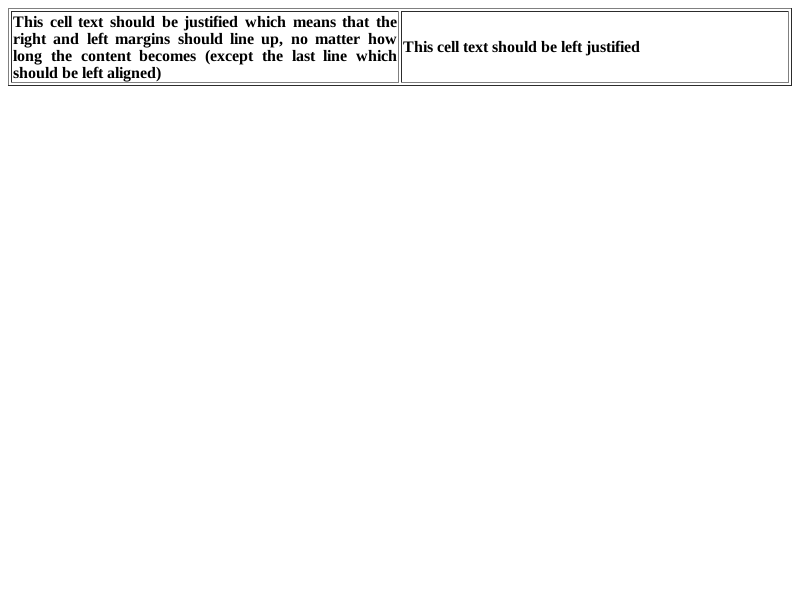 This cell text should be justified which means that the
right and left margins should line up, no matter how
long the content becomes (except the last line which
should be left aligned)
This cell text should be left justified